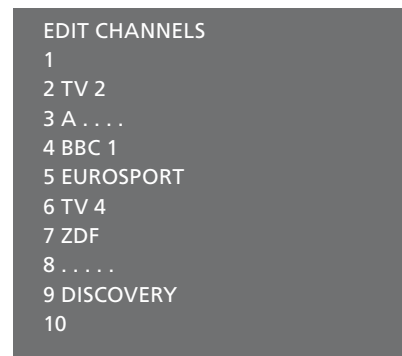 EDIT CHANNELS
1
2 TV 2
3 A . . . .
4 BBC 1
5 EUROSPORT
6 TV 4
7 ZDF
8 . . . . .
9 DISCOVERY
10